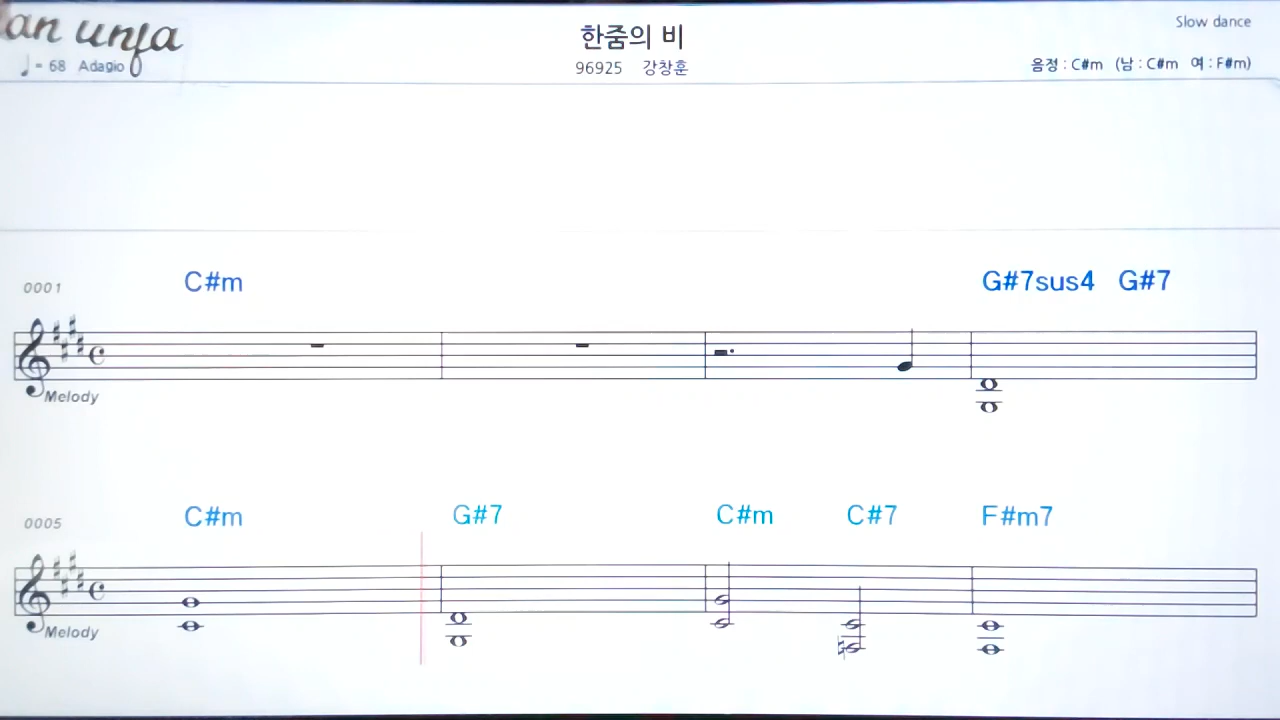 an unfa
Slow dance
한줌의 비
♩ = 68 Adagio
96925 강창훈
음정 : C#m (남 : C#m 여 : F#m)
0001
C#m G#7sus4 G#7
Melody
0005
C#m G#7 C#m C#7 F#m7
Melody